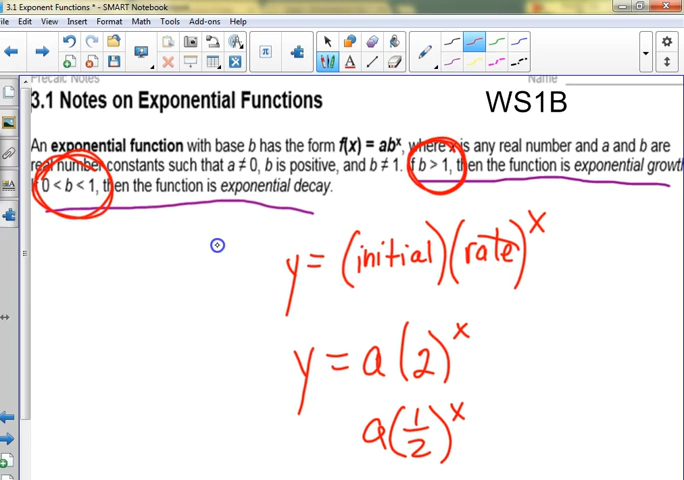 3.1 Exponent Functions * - SMART Notebook
Edit View Insert Format Tools Add-ons Help
Precalc Notes Name
3.1 Notes on Exponential Functions WS1B
An exponential function with base b has the form f(x) = abˣ, where x is any real number and a and b are
real number constants such that a ≠ 0, b is positive, and b ≠ 1. If b > 1, then the function is exponential growth
If 0 < b < 1, then the function is exponential decay.
y = (initial)(rate)ˣ
y = a(2)ˣ
a(1/2)ˣ